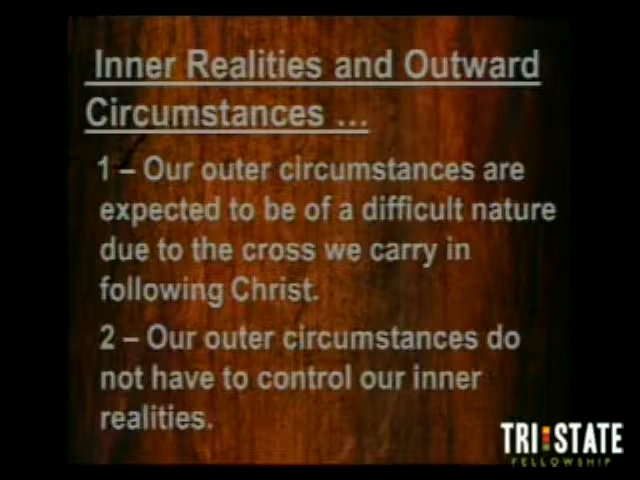 Inner Realities and Outward
Circumstances ...
1 – Our outer circumstances are
expected to be of a difficult nature
due to the cross we carry in
following Christ.
2 – Our outer circumstances do
not have to control our inner
realities.
TRI STATE
FELLOWSHIP